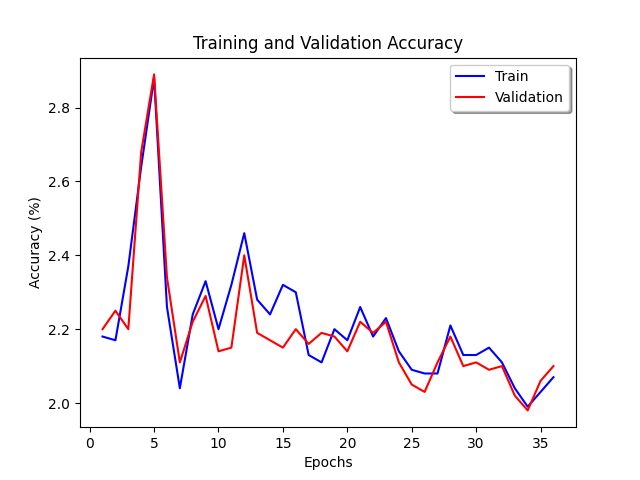 Training and Validation Accuracy
Train
Validation
2.8
2.6
2.4
2.2
2.0
Accuracy (%)
0 5 10 15 20 25 30 35
Epochs